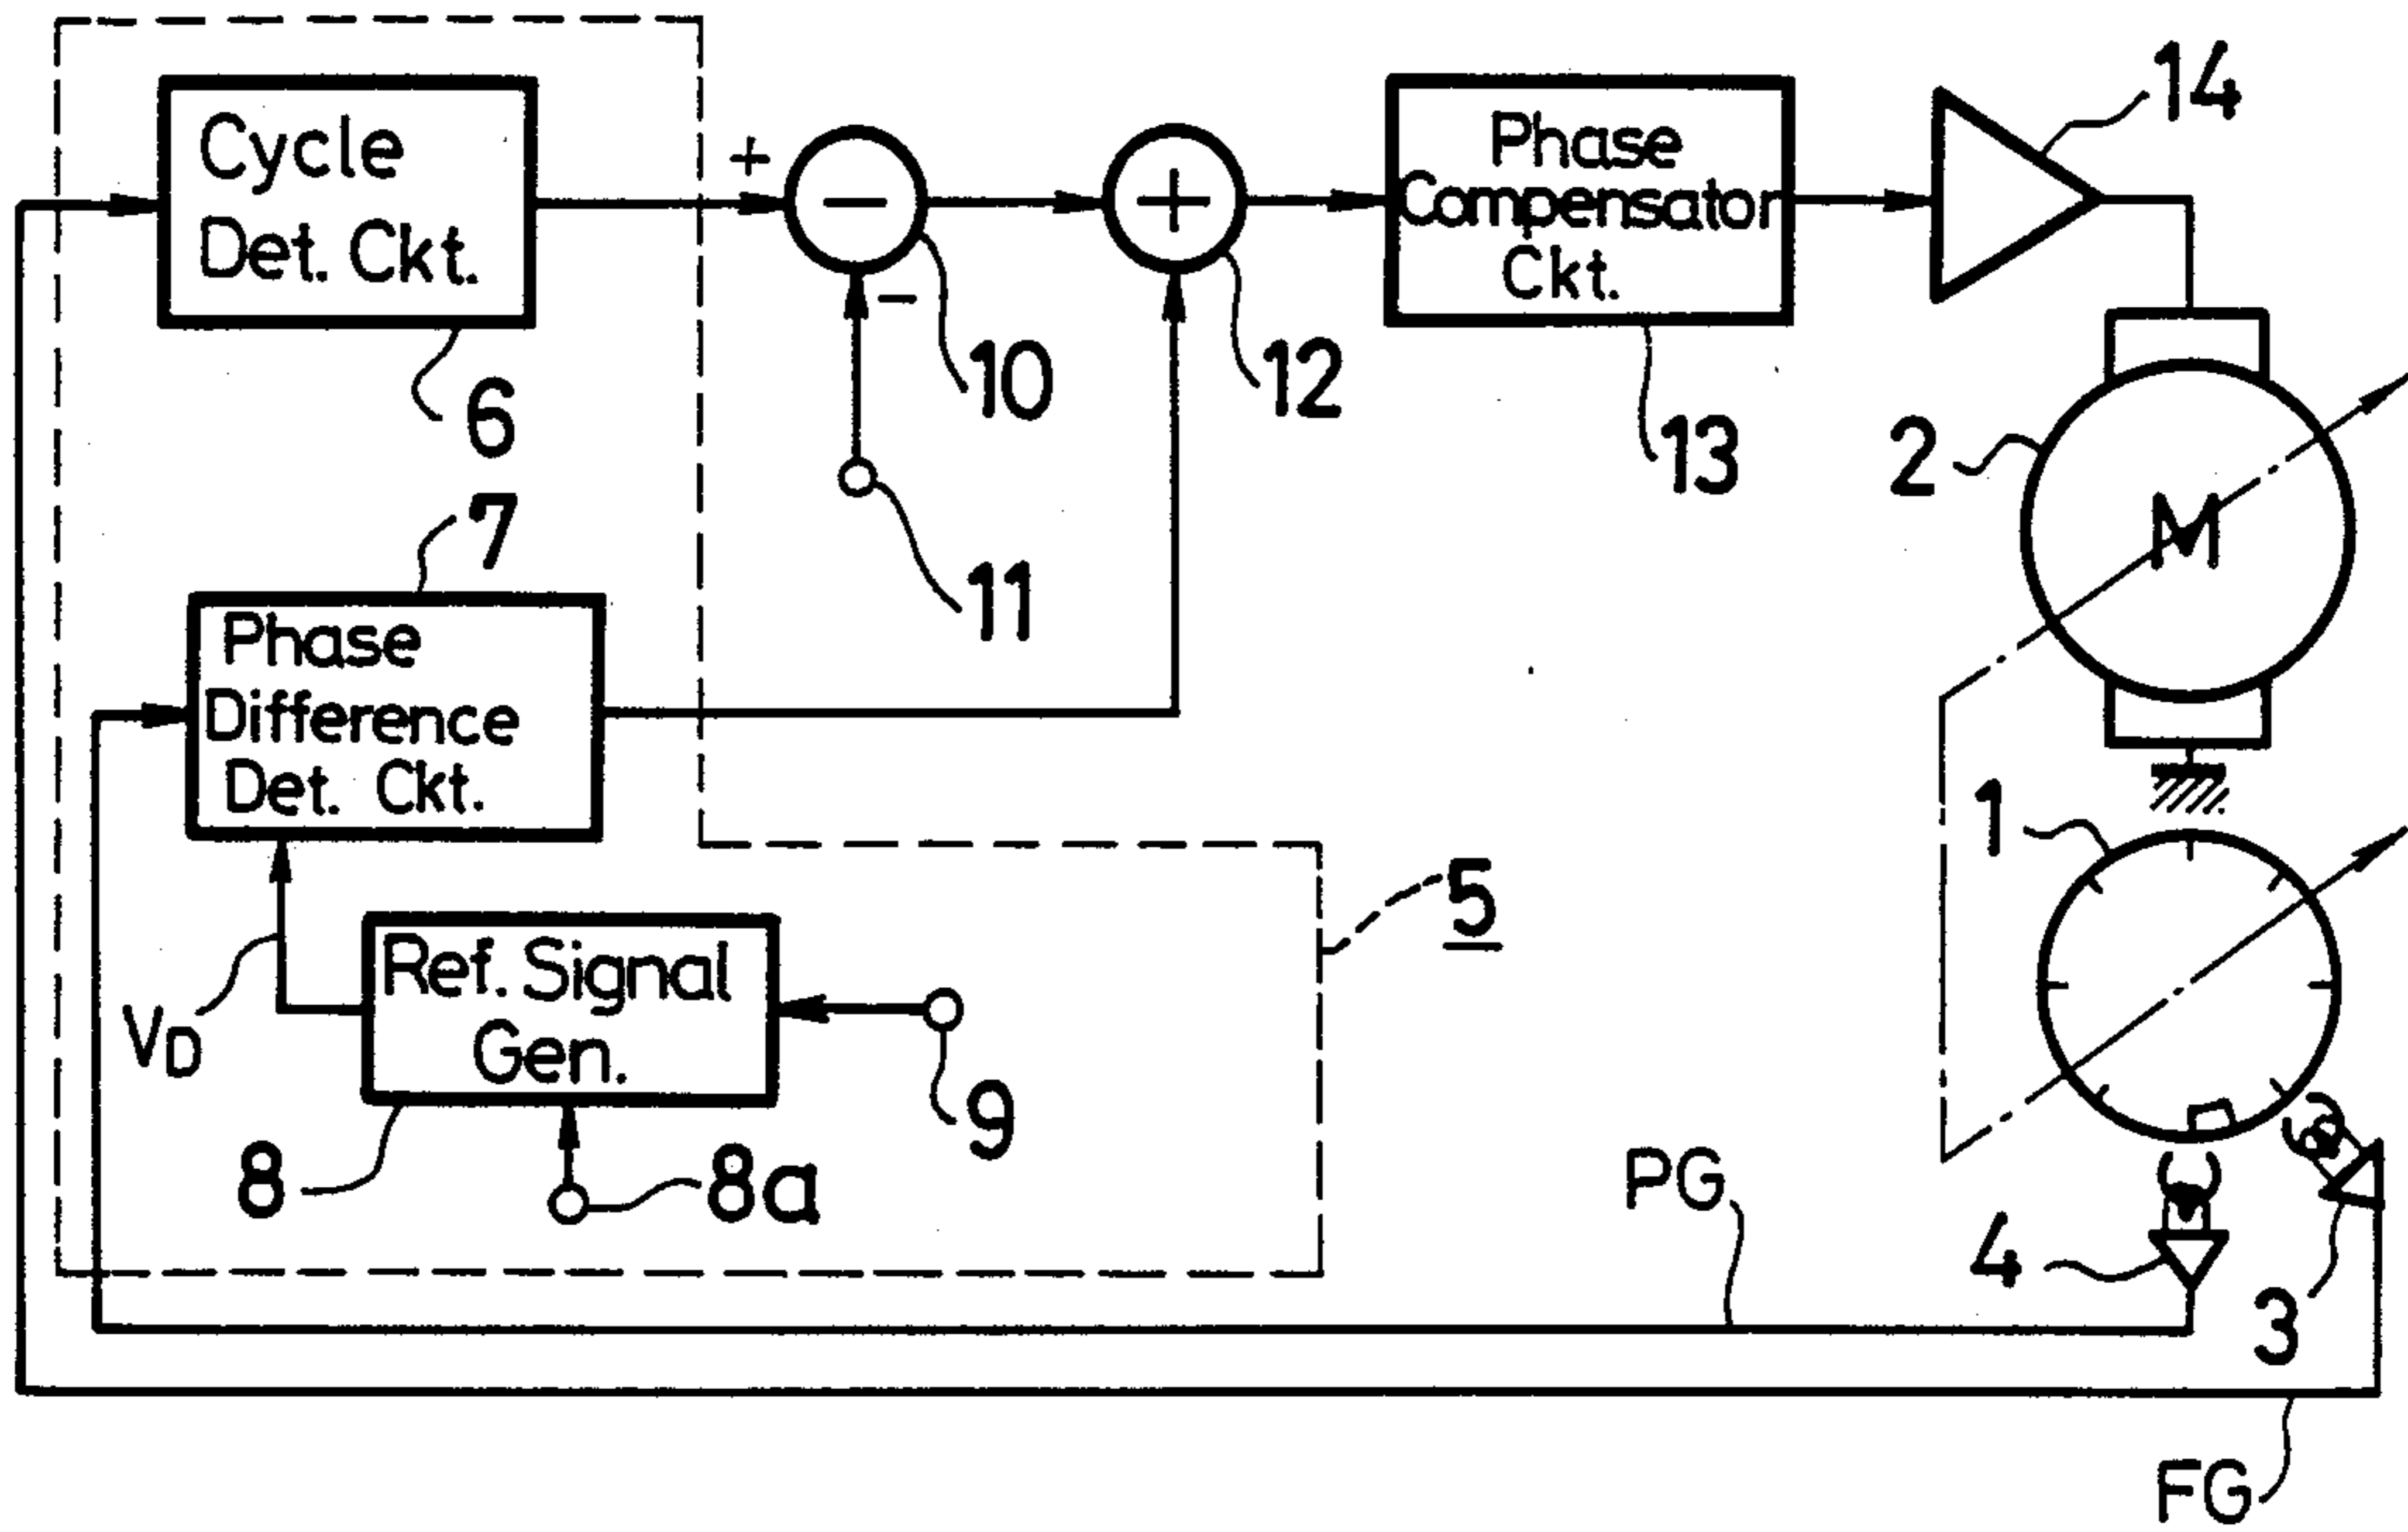 14
Cycle
Det. Ckt.
+
−
+
Phase
Compensator
Ckt.
−
6
10
12
13
2
M
7
11
Phase
Difference
Det. Ckt.
1
5
Ref. Signal
Gen.
VD
9
8
8a
PG
4
3
FG